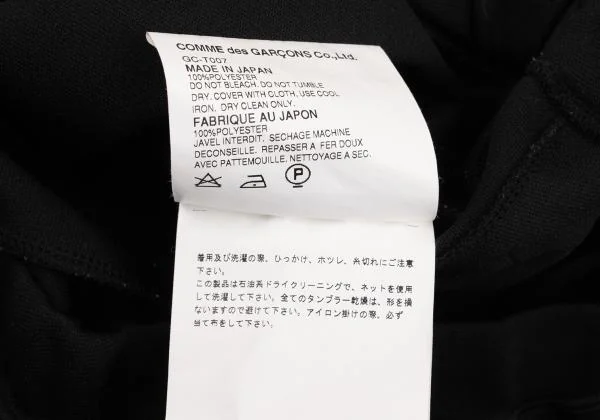 COMME des GARÇONS Co., Ltd.
GC-T007
MADE IN JAPAN
100%POLYESTER
DO NOT BLEACH. DO NOT TUMBLE
DRY. COVER WITH CLOTH, USE COOL
IRON. DRY CLEAN ONLY.
FABRIQUE AU JAPON
100%POLYESTER
JAVEL INTERDIT. SECHAGE MACHINE
DECONSEILLE. REPASSER A FER DOUX
AVEC PATTEMOUILLE. NETTOYAGE A SEC.
P
着用及び洗濯の際、ひっかけ、ホツレ、糸切れにご注意
下さい。
この製品は石油系ドライクリーニングで、ネットを使用
して洗濯して下さい。全てのタンブラー乾燥は、形を損
ないますので避けて下さい。アイロン掛けの際、必ず
当て布をして下さい。